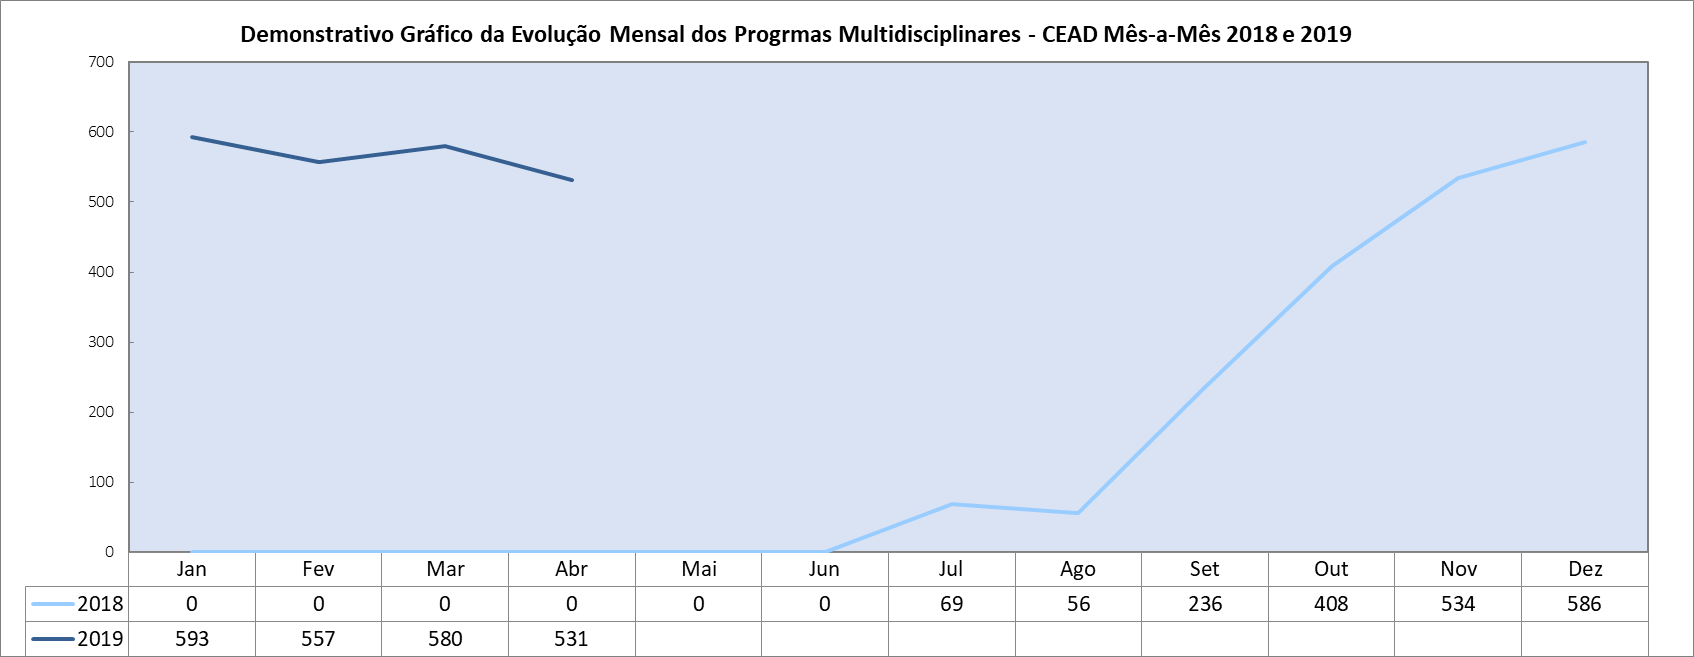 Demonstrativo Gráfico da Evolução Mensal dos Progrmas Multidisciplinares - CEAD Mês-a-Mês 2018 e 2019
700
600
500
400
300
200
100
0
Jan Fev Mar Abr Mai Jun Jul Ago Set Out Nov Dez
2018 0 0 0 0 0 0 69 56 236 408 534 586
2019 593 557 580 531